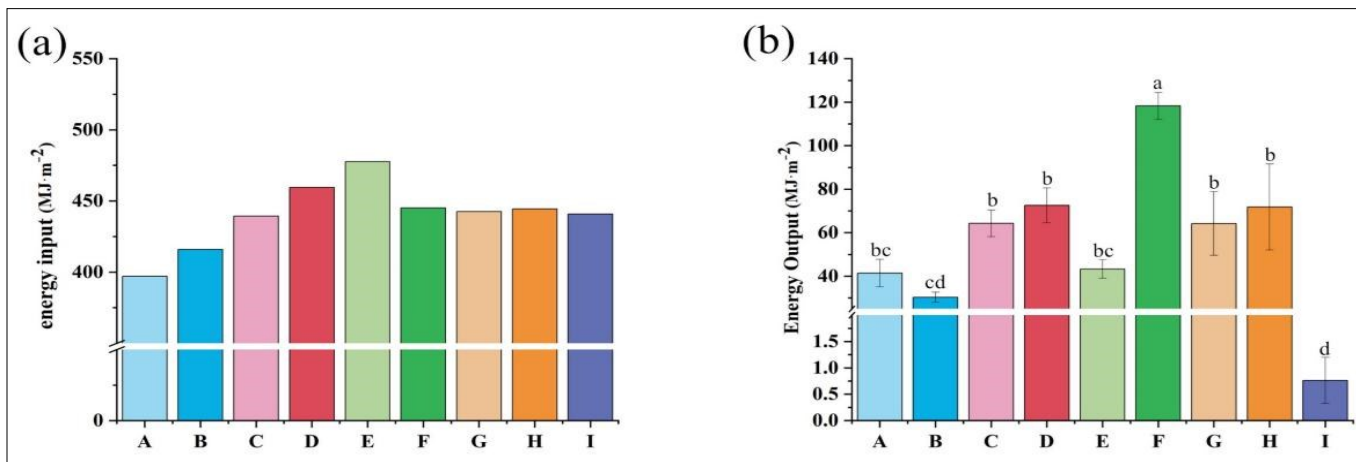 (a)
energy input (MJ·m-2)
550
500
450
400
0
A B C D E F G H I
(b)
Energy Output (MJ·m-2)
140
120
100
80
60
40
1.5
1.0
0.5
0.0
bc cd b b bc a b b d
A B C D E F G H I